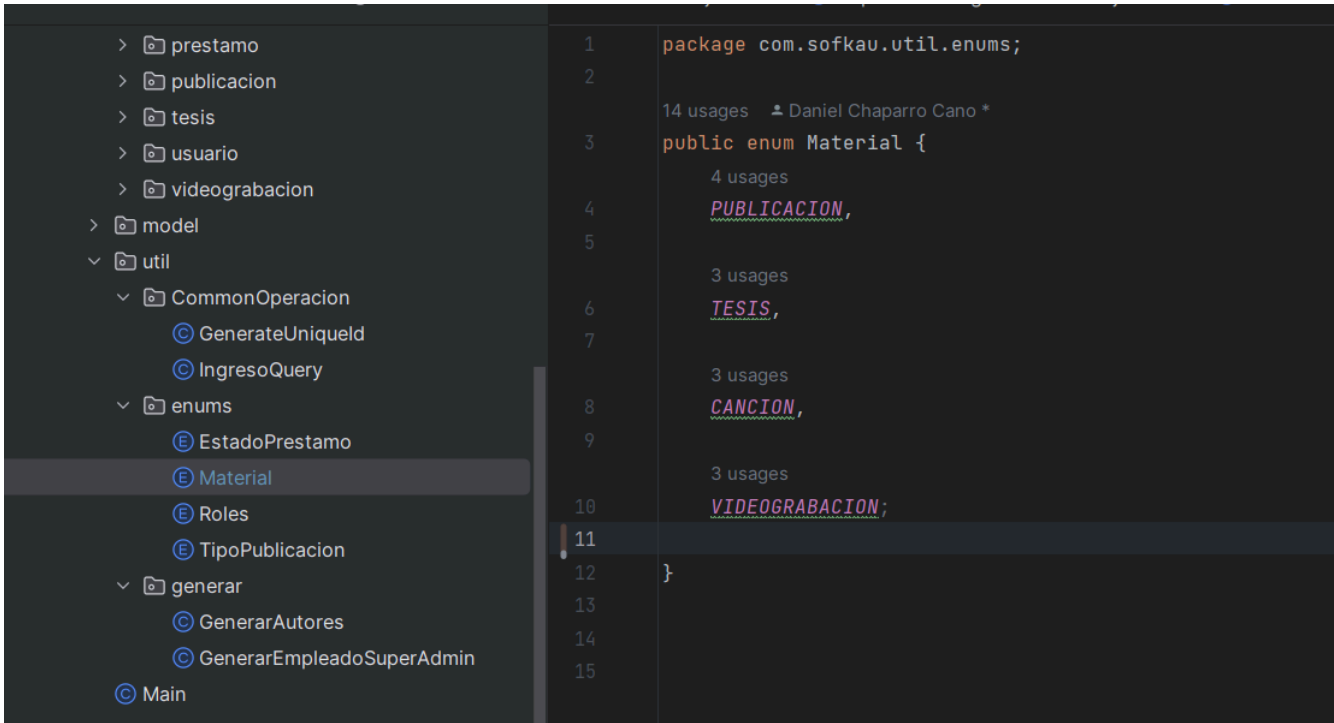 prestamo
publicacion
tesis
usuario
videograbacion
model
util
CommonOperacion
GenerateUniqueId
IngresoQuery
enums
EstadoPrestamo
Material
Roles
TipoPublicacion
generar
GenerarAutores
GenerarEmpleadoSuperAdmin
Main
1 package com.sofkau.util.enums;
2
14 usages Daniel Chaparro Cano *
3 public enum Material {
4 usages
4 PUBLICACION,
5
3 usages
6 TESIS,
7
3 usages
8 CANCION,
9
3 usages
10 VIDEOGRABACION;
11
12 }
13
14
15